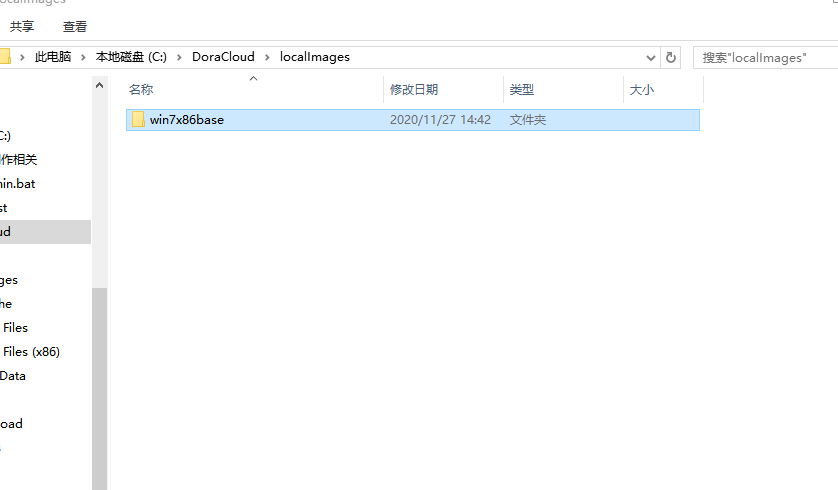 共享 查看
此电脑 > 本地磁盘 (C:) > DoraCloud > localImages 搜索"localImages"
名称 修改日期 类型 大小
win7x86base 2020/11/27 14:42 文件夹
C:)
作相关
min.bat
st
ud
ges
he
Files
Files (x86)
Data
oad